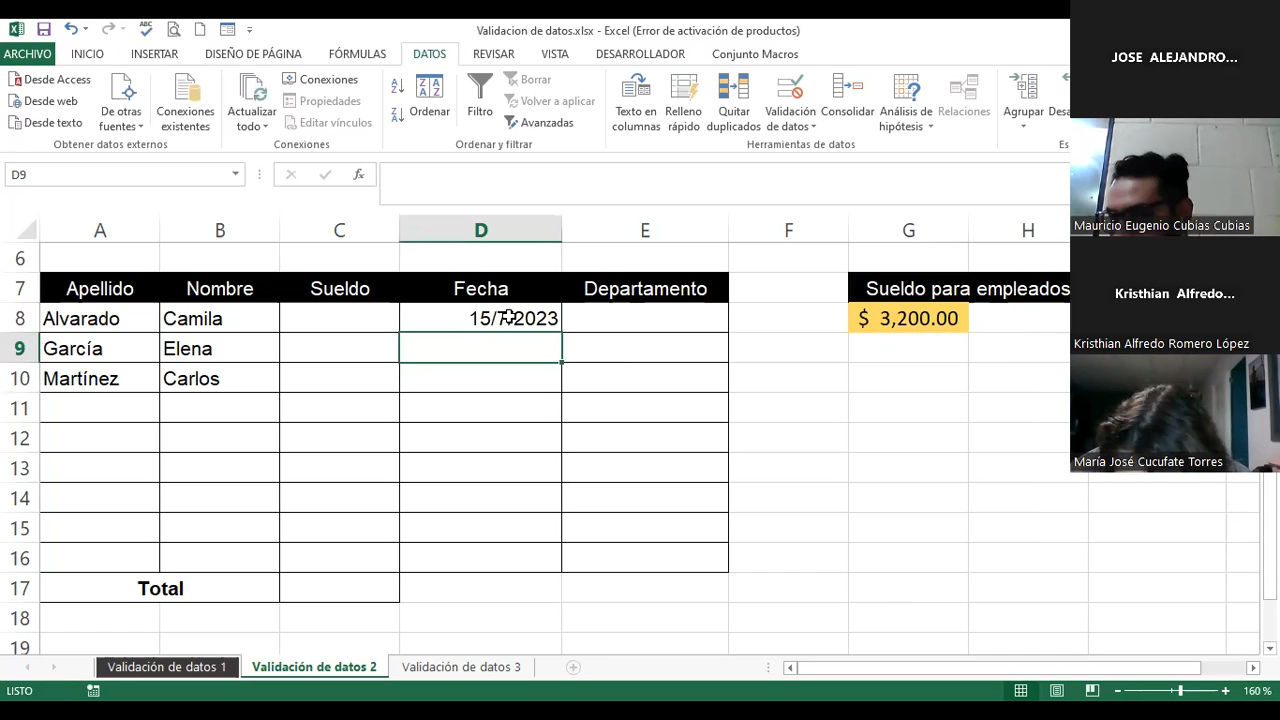 Validacion de datos.xlsx - Excel (Error de activación de productos)
ARCHIVO INICIO INSERTAR DISEÑO DE PÁGINA FÓRMULAS DATOS REVISAR VISTA DESARROLLADOR Conjunto Macros
Desde Access
Desde web
Desde texto
De otras fuentes
Conexiones existentes
Obtener datos externos
Actualizar todo
Conexiones
Propiedades
Editar vínculos
Conexiones
Ordenar
Filtro
Borrar
Volver a aplicar
Avanzadas
Ordenar y filtrar
Texto en columnas
Relleno rápido
Quitar duplicados
Validación de datos
Consolidar
Análisis de hipótesis
Relaciones
Herramientas de datos
Agrupar
D9
A B C D E F G H
6
7 Apellido Nombre Sueldo Fecha Departamento Sueldo para empleados
8 Alvarado Camila 15/7/2023 $ 3,200.00
9 García Elena
10 Martínez Carlos
11
12
13
14
15
16
17 Total
18
19
Validación de datos 1 Validación de datos 2 Validación de datos 3
LISTO 160 %
JOSE ALEJANDRO...
Mauricio Eugenio Cubias Cubias
Kristhian Alfredo...
Kristhian Alfredo Romero López
María José Cucufate Torres